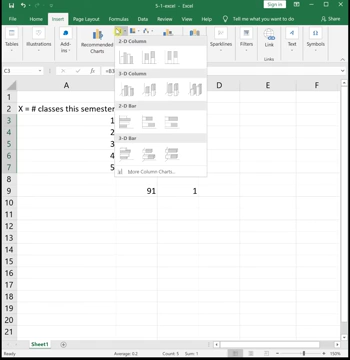 5-1-excel - Excel
Sign in
File Insert Page Layout Formulas Data Review View Help Tell me what you want to do Share
Tables Illustrations Add-ins Recommended Charts Sparklines Filters Link Text Symbols
Links
2-D Column
3-D Column
2-D Bar
3-D Bar
More Column Charts...
C3
A D E F
1
2 X = # classes this semester
3 1
4 2
5 3
6 4
7 5
8
9 91 1
10
11
12
13
14
15
16
17
18
19
20
21
Sheet1
Average: 0.2 Count: 5 Sum: 1 150%